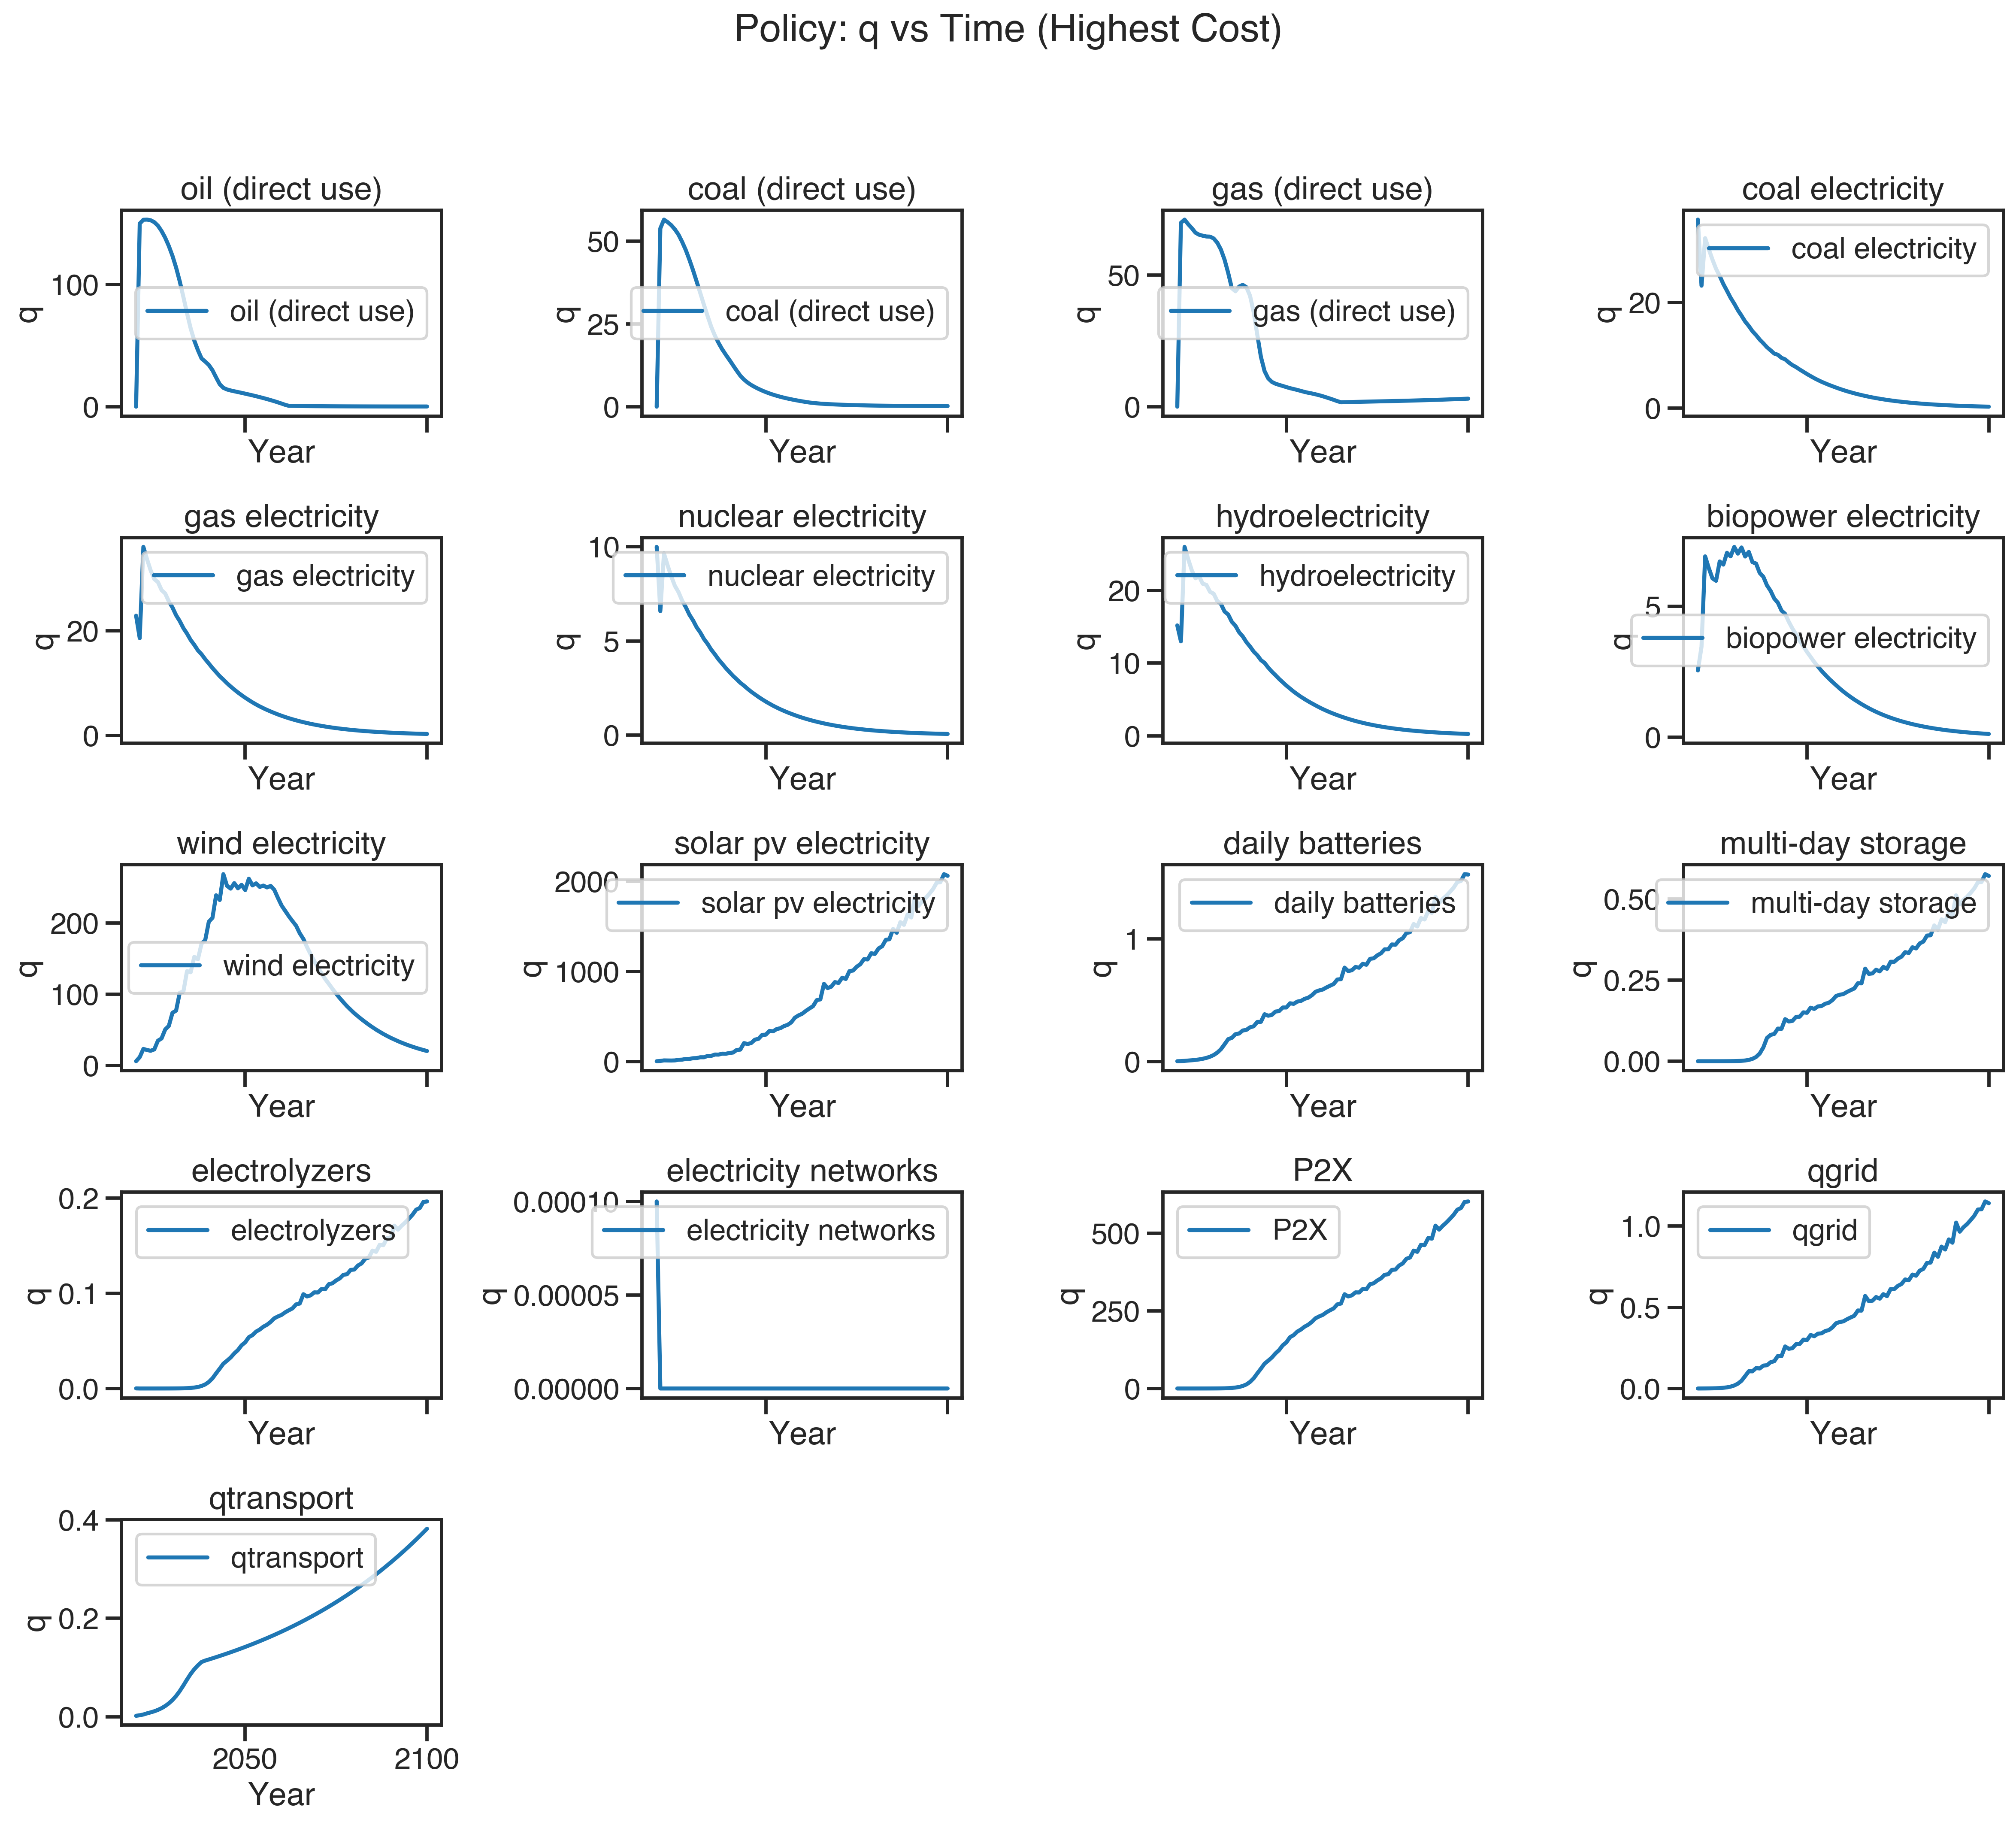 Policy: q vs Time (Highest Cost)
oil (direct use)
100
0
q
oil (direct use)
Year
coal (direct use)
50
25
0
q
coal (direct use)
Year
gas (direct use)
50
0
q
gas (direct use)
Year
coal electricity
20
0
q
coal electricity
Year
gas electricity
20
0
q
gas electricity
Year
nuclear electricity
10
5
0
q
nuclear electricity
Year
hydroelectricity
20
10
0
q
hydroelectricity
Year
biopower electricity
5
0
q
biopower electricity
Year
wind electricity
200
100
0
q
wind electricity
Year
solar pv electricity
2000
1000
0
q
solar pv electricity
Year
daily batteries
1
0
q
daily batteries
Year
multi-day storage
0.50
0.25
0.00
q
multi-day storage
Year
electrolyzers
0.2
0.1
0.0
q
electrolyzers
Year
electricity networks
0.00010
0.00005
0.00000
q
electricity networks
Year
P2X
500
250
0
q
P2X
Year
qgrid
1.0
0.5
0.0
q
qgrid
Year
qtransport
0.4
0.2
0.0
q
qtransport
2050 2100
Year